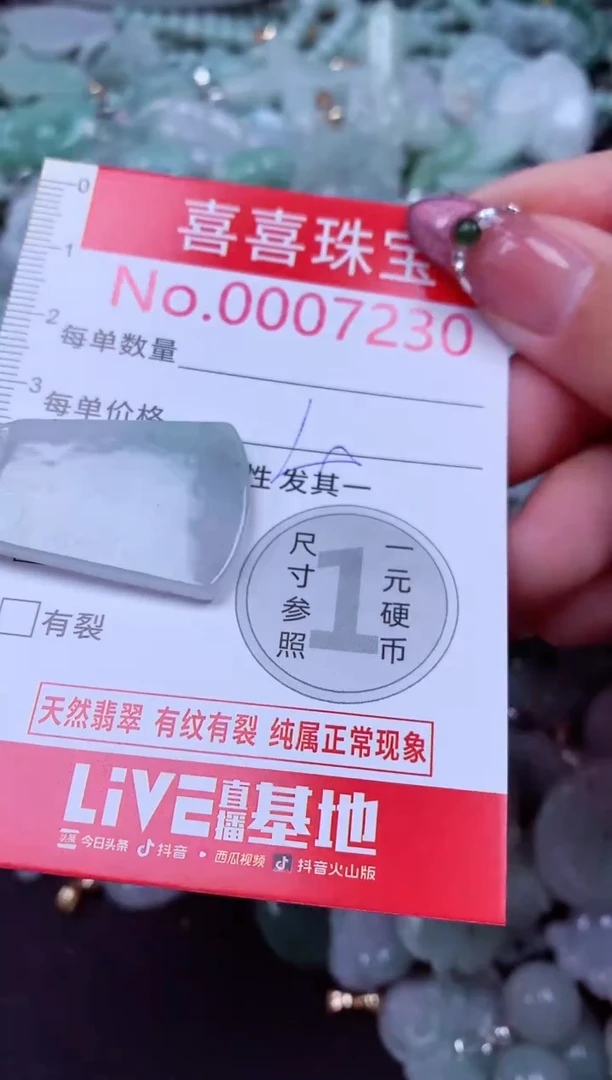 0
喜喜珠宝
1
No.0007230
2
每单数量
3
每单价格
性发其一
尺寸参照
1
一元硬币
有裂
天然翡翠 有纹有裂 纯属正常现象
LiVE直播基地
头条 今日头条 抖音 • 西瓜视频 抖音火山版